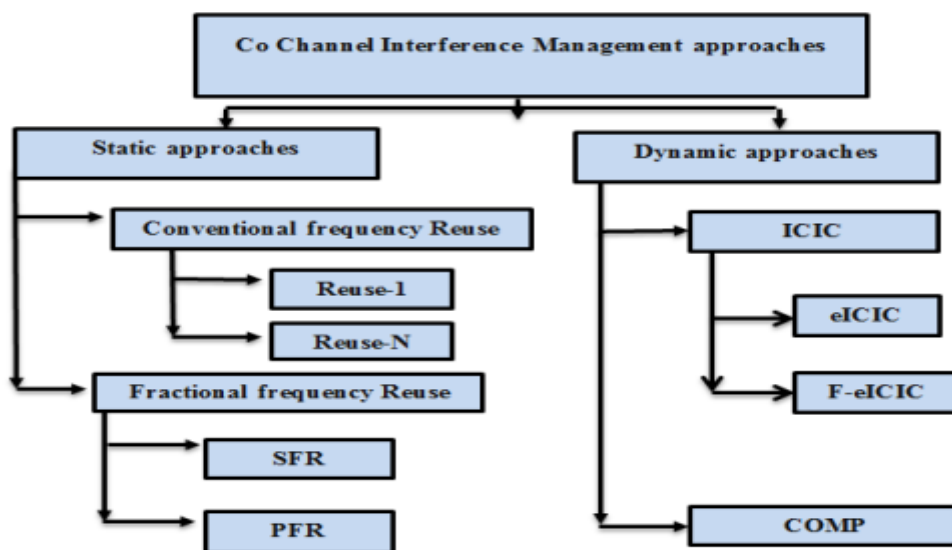 Co Channel Interference Management approaches
Static approaches
Dynamic approaches
Conventional frequency Reuse
ICIC
Reuse-1
eICIC
Reuse-N
Fractional frequency Reuse
F-eICIC
SFR
PFR
COMP